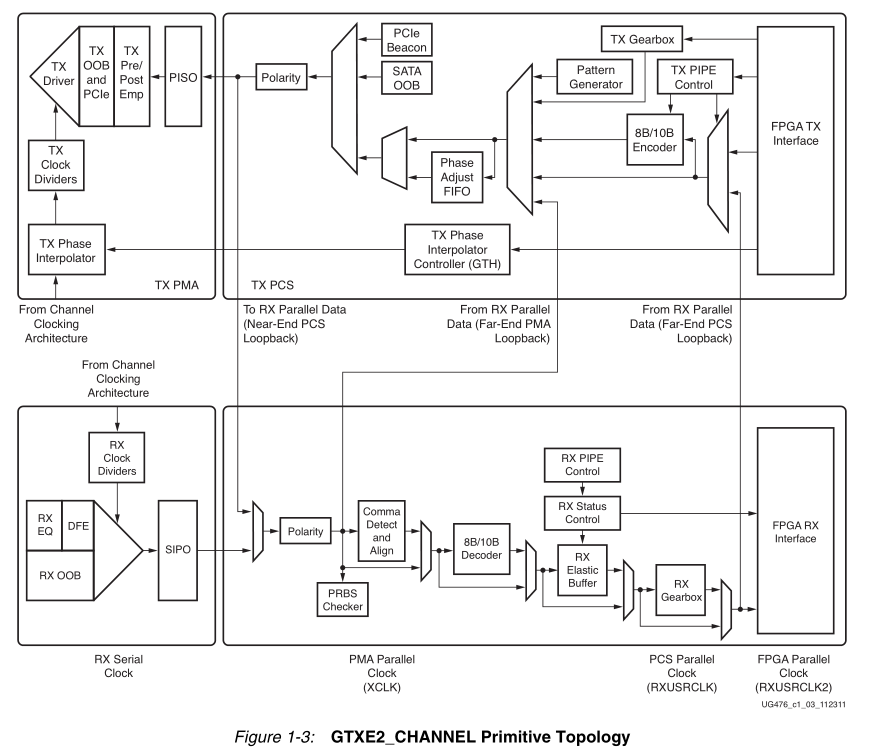 TX
Driver
TX
OOB
and
PCIe
TX
Pre/
Post
Emp
PISO
TX
Clock
Dividers
TX Phase
Interpolator
TX PMA
Polarity
PCIe
Beacon
SATA
OOB
Phase
Adjust
FIFO
Pattern
Generator
TX Gearbox
TX PIPE
Control
8B/10B
Encoder
FPGA TX
Interface
TX Phase
Interpolator
Controller (GTH)
TX PCS
From Channel
Clocking
Architecture
To RX Parallel Data
(Near-End PCS
Loopback)
From RX Parallel
Data (Far-End PMA
Loopback)
From RX Parallel
Data (Far-End PCS
Loopback)
From Channel
Clocking
Architecture
RX
Clock
Dividers
RX
EQ
DFE
RX OOB
SIPO
Polarity
Comma
Detect
and
Align
PRBS
Checker
8B/10B
Decoder
RX PIPE
Control
RX Status
Control
RX
Elastic
Buffer
RX
Gearbox
FPGA RX
Interface
RX Serial
Clock
PMA Parallel
Clock
(XCLK)
PCS Parallel
Clock
(RXUSRCLK)
FPGA Parallel
Clock
(RXUSRCLK2)
UG476_c1_03_112311
Figure 1-3: GTXE2_CHANNEL Primitive Topology